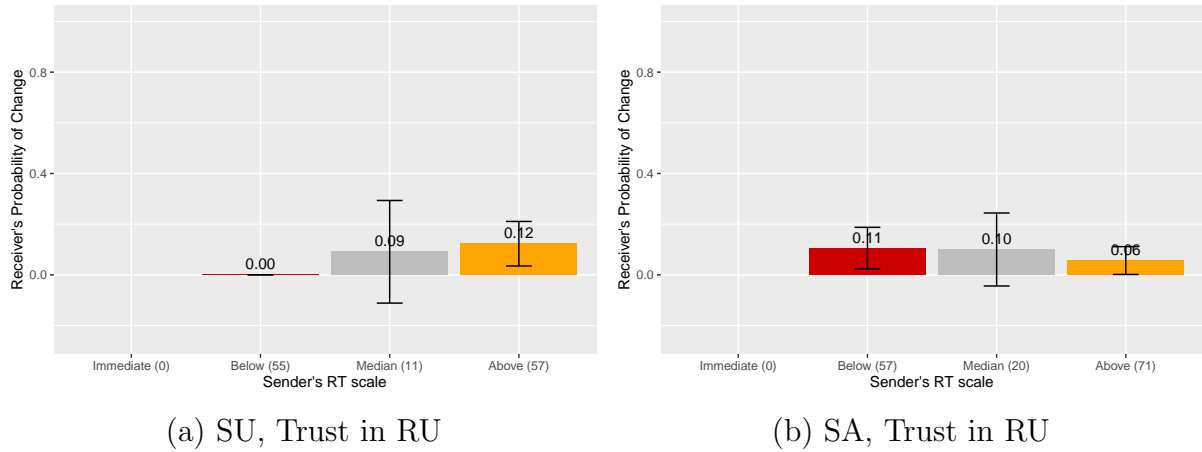 Receiver's Probability of Change
0.8
0.4
0.0
0.00
0.09
0.12
Immediate (0) Below (55) Median (11) Above (57)
Sender's RT scale
(a) SU, Trust in RU
Receiver's Probability of Change
0.8
0.4
0.0
0.11
0.10
0.06
Immediate (0) Below (57) Median (20) Above (71)
Sender's RT scale
(b) SA, Trust in RU